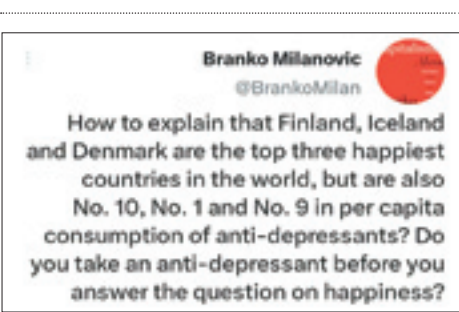 Branko Milanovic
@BrankoMilan
How to explain that Finland, Iceland
and Denmark are the top three happiest
countries in the world, but are also
No. 10, No. 1 and No. 9 in per capita
consumption of anti-depressants? Do
you take an anti-depressant before you
answer the question on happiness?